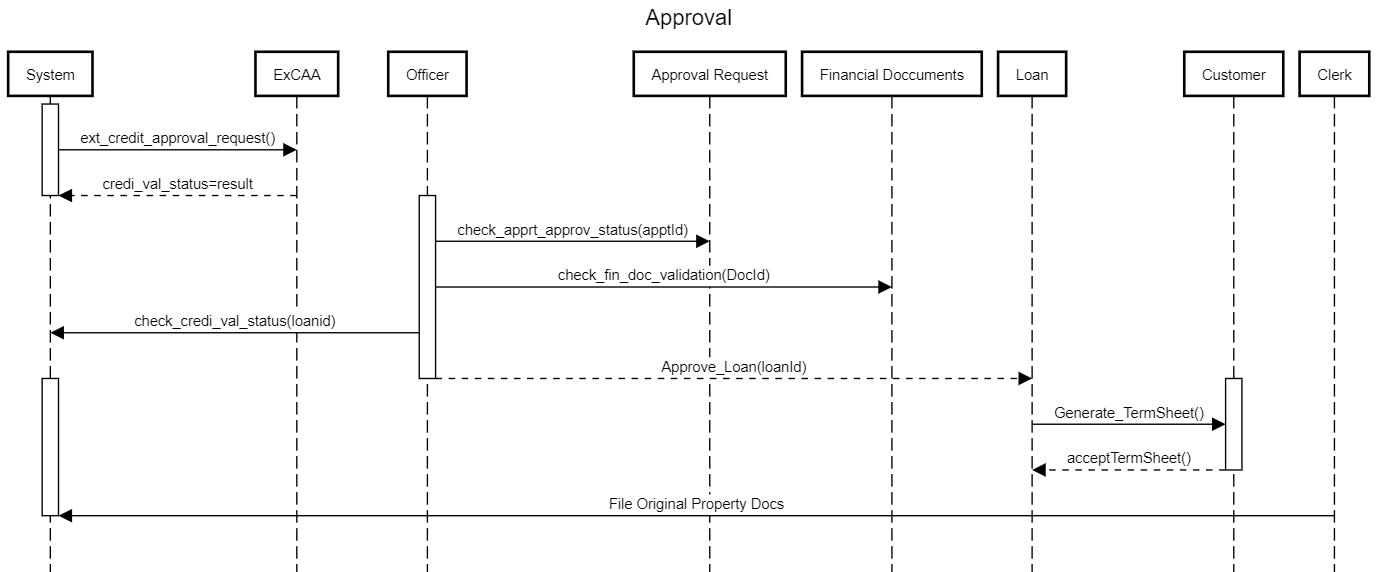 Approval
System
ExCAA
Officer
Approval Request
Financial Doccuments
Loan
Customer
Clerk
ext_credit_approval_request()
credi_val_status=result
check_apprt_approv_status(apptId)
check_fin_doc_validation(DocId)
check_credi_val_status(loanid)
Approve_Loan(loanId)
Generate_TermSheet()
acceptTermSheet()
File Original Property Docs